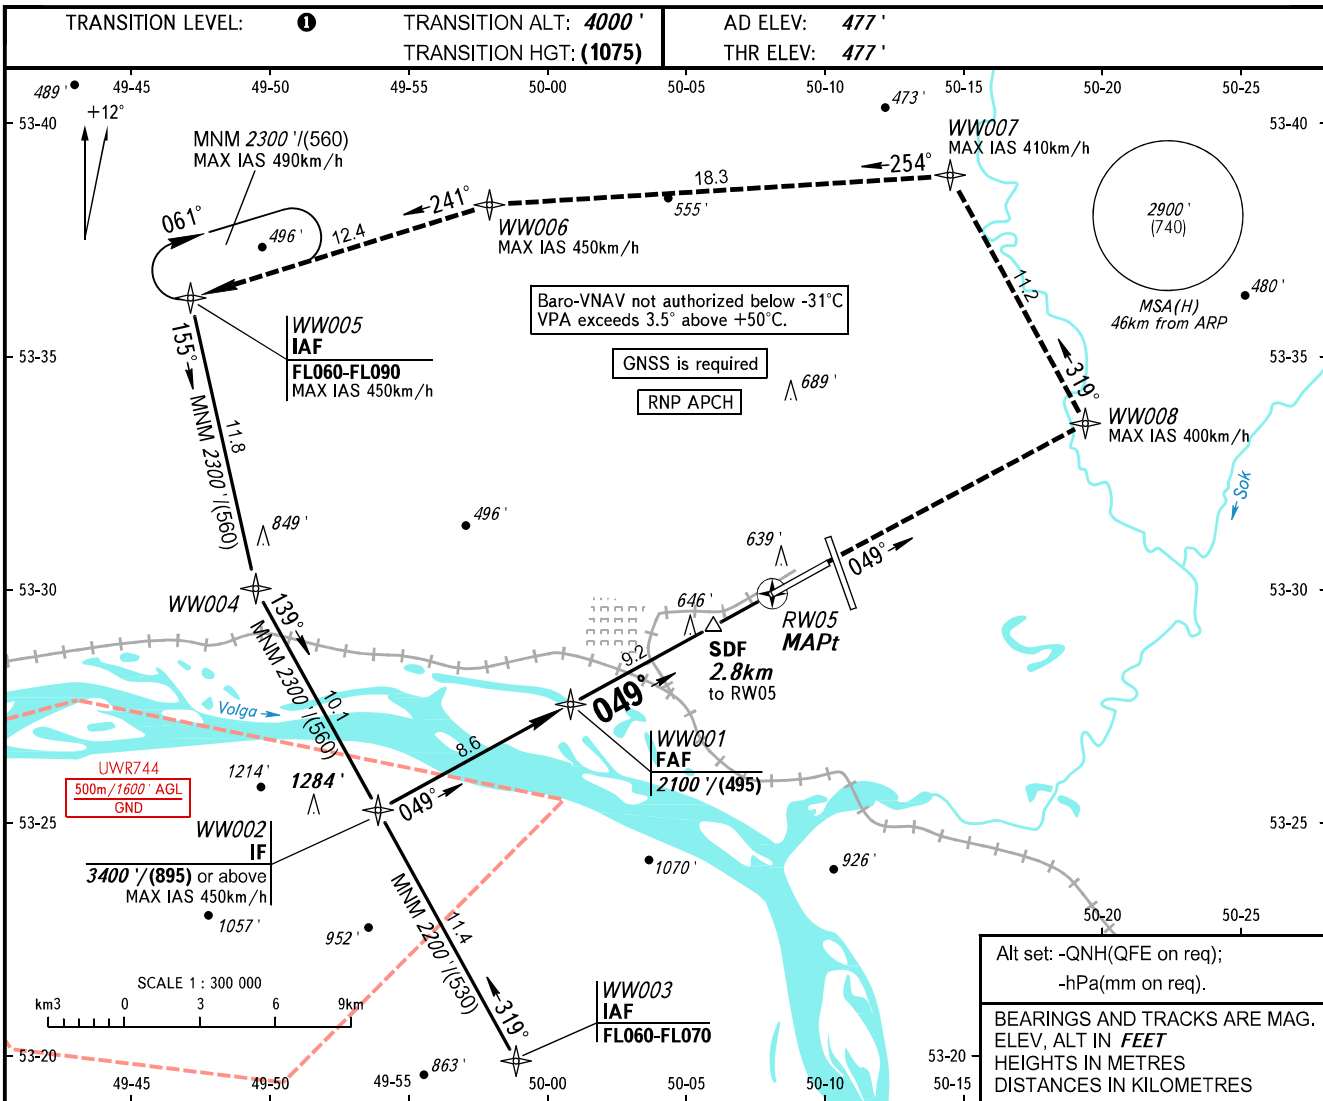 TRANSITION LEVEL: 1 TRANSITION ALT: 4000 '
TRANSITION HGT: (1075)
AD ELEV: 477 '
THR ELEV: 477 '
49-45 49-50 49-55 50-00 50-05 50-10 50-15 50-20 50-25
489 '
+12°
473 '
53-40 53-40
MNM 2300 '/(560)
MAX IAS 490km/h
WW007
MAX IAS 410km/h
254°
18.3
241°
061°
12.4
496 '
555 '
WW006
MAX IAS 450km/h
2900 '
(740)
MSA(H)
46km from ARP
480 '
11.2
Baro-VNAV not authorized below -31°C
VPA exceeds 3.5° above +50°C.
GNSS is required
RNP APCH
WW005
IAF
FL060-FL090
MAX IAS 450km/h
53-35 53-35
155°
MNM 2300 '/(560)
11.8
689 '
319°
WW008
MAX IAS 400km/h
Sok
849 '
496 '
639 '
049°
53-30 53-30
WW004
139°
MNM 2300 '/(560)
10.1
646 '
RW05
MAPt
SDF
2.8km
to RW05
9.2
049°
Volga
8.6
WW001
FAF
2100 '/(495)
UWR744
500m/1600 ' AGL
GND
1214 '
1284 '
049°
53-25 53-25
WW002
IF
3400 '/(895) or above
MAX IAS 450km/h
1070 '
926 '
1057 '
952 '
MNM 2200 '/(530)
11.4
319°
50-20 50-25
SCALE 1 : 300 000
km3 0 3 6 9km
WW003
IAF
FL060-FL070
Alt set: -QNH(QFE on req);
-hPa(mm on req).
BEARINGS AND TRACKS ARE MAG.
ELEV, ALT IN FEET
HEIGHTS IN METRES
DISTANCES IN KILOMETRES
53-20 53-20
863 '
49-45 49-50 49-55 50-00 50-05 50-10 50-15